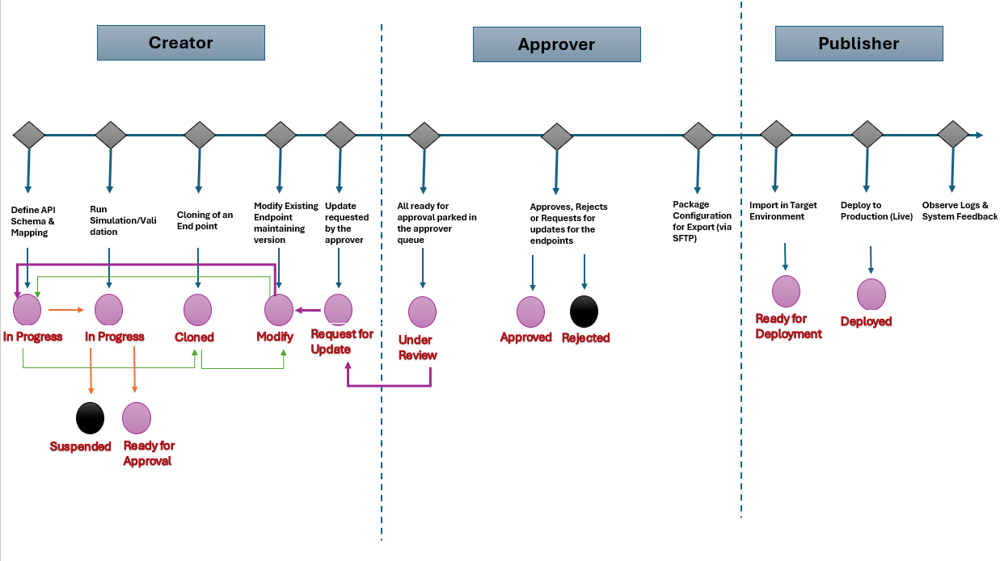 Creator
Approver
Publisher
Define API
Schema &
Mapping
Run
Simulation/Vali
dation
Cloning of an
End point
Modify Existing
Endpoint
maintaining
version
Update
requested
by the
approver
All ready for
approval parked in
the approver
queue
Approves, Rejects
or Requests for
updates for the
endpoints
Package
Configuration
for Export (via
SFTP)
Import in Target
Environment
Deploy to
Production (Live)
Observe Logs &
System Feedback
In Progress
In Progress
Cloned
Modify
Request for
Update
Under
Review
Approved
Rejected
Ready for
Deployment
Deployed
Suspended
Ready for
Approval